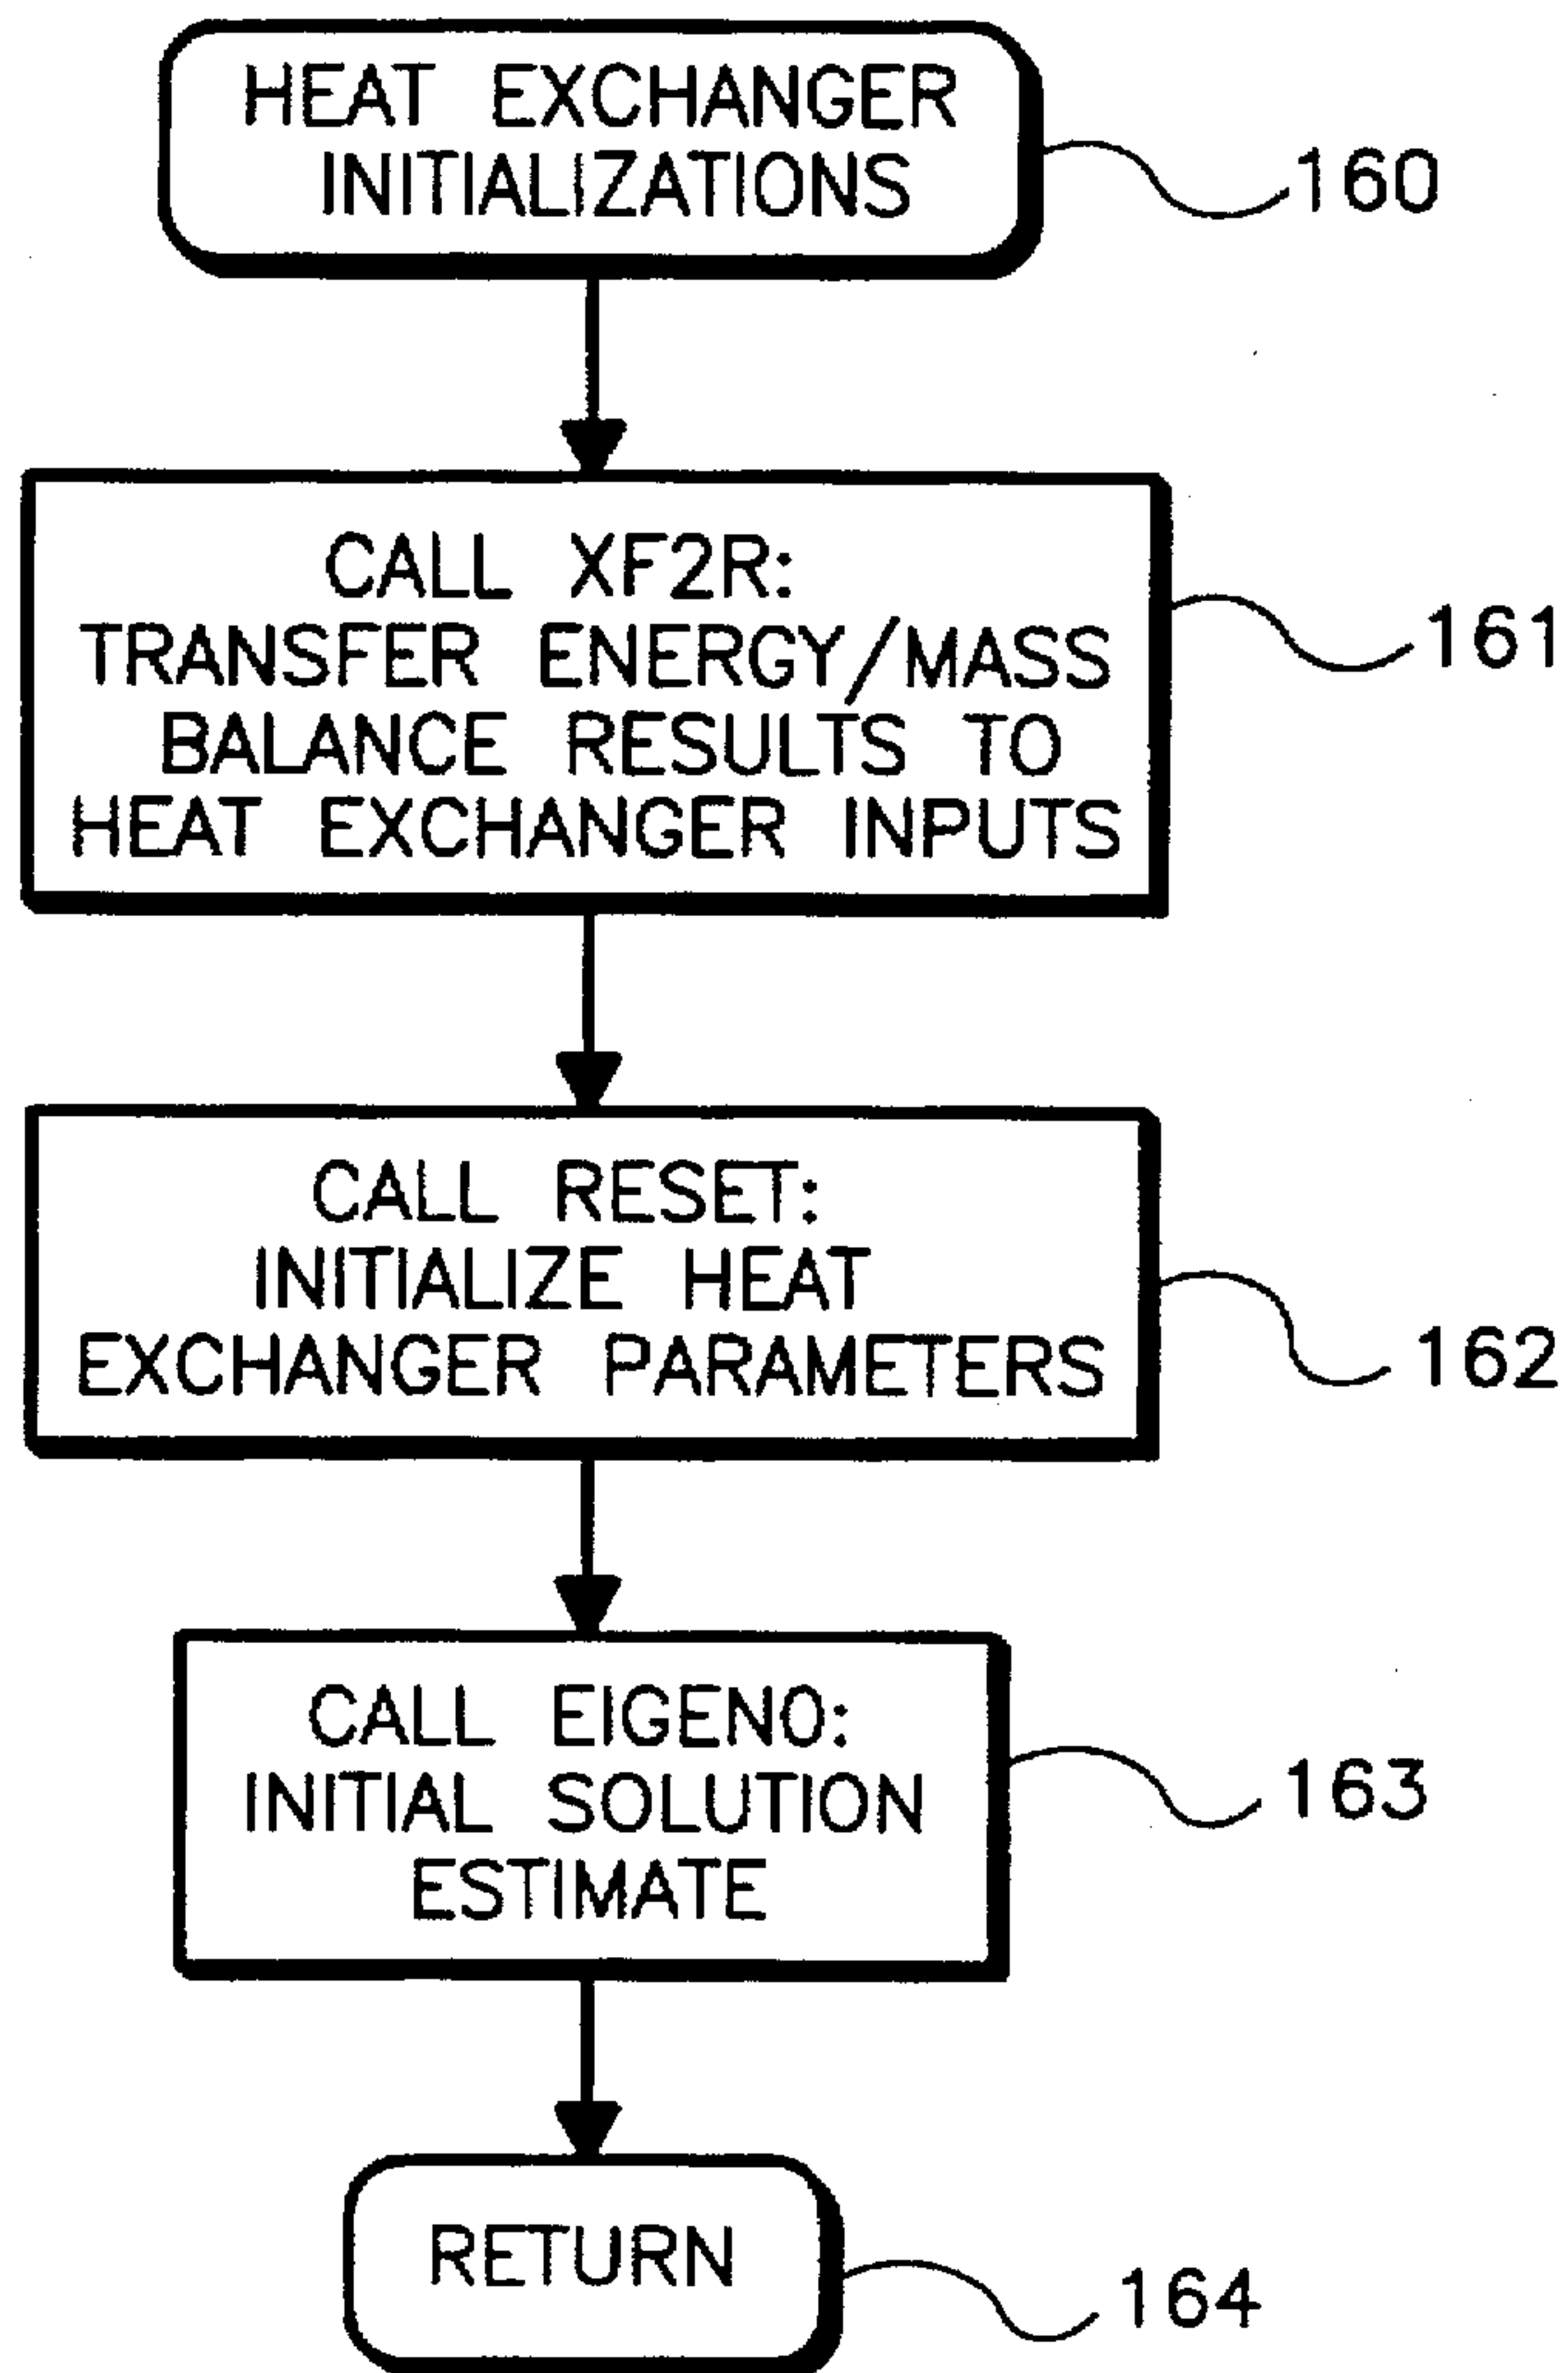 HEAT EXCHANGER
INITIALIZATIONS
160
CALL XF2R:
TRANSFER ENERGY/MASS
BALANCE RESULTS TO
HEAT EXCHANGER INPUTS
161
CALL RESET:
INITIALIZE HEAT
EXCHANGER PARAMETERS
162
CALL EIGENO:
INITIAL SOLUTION
ESTIMATE
163
RETURN
164